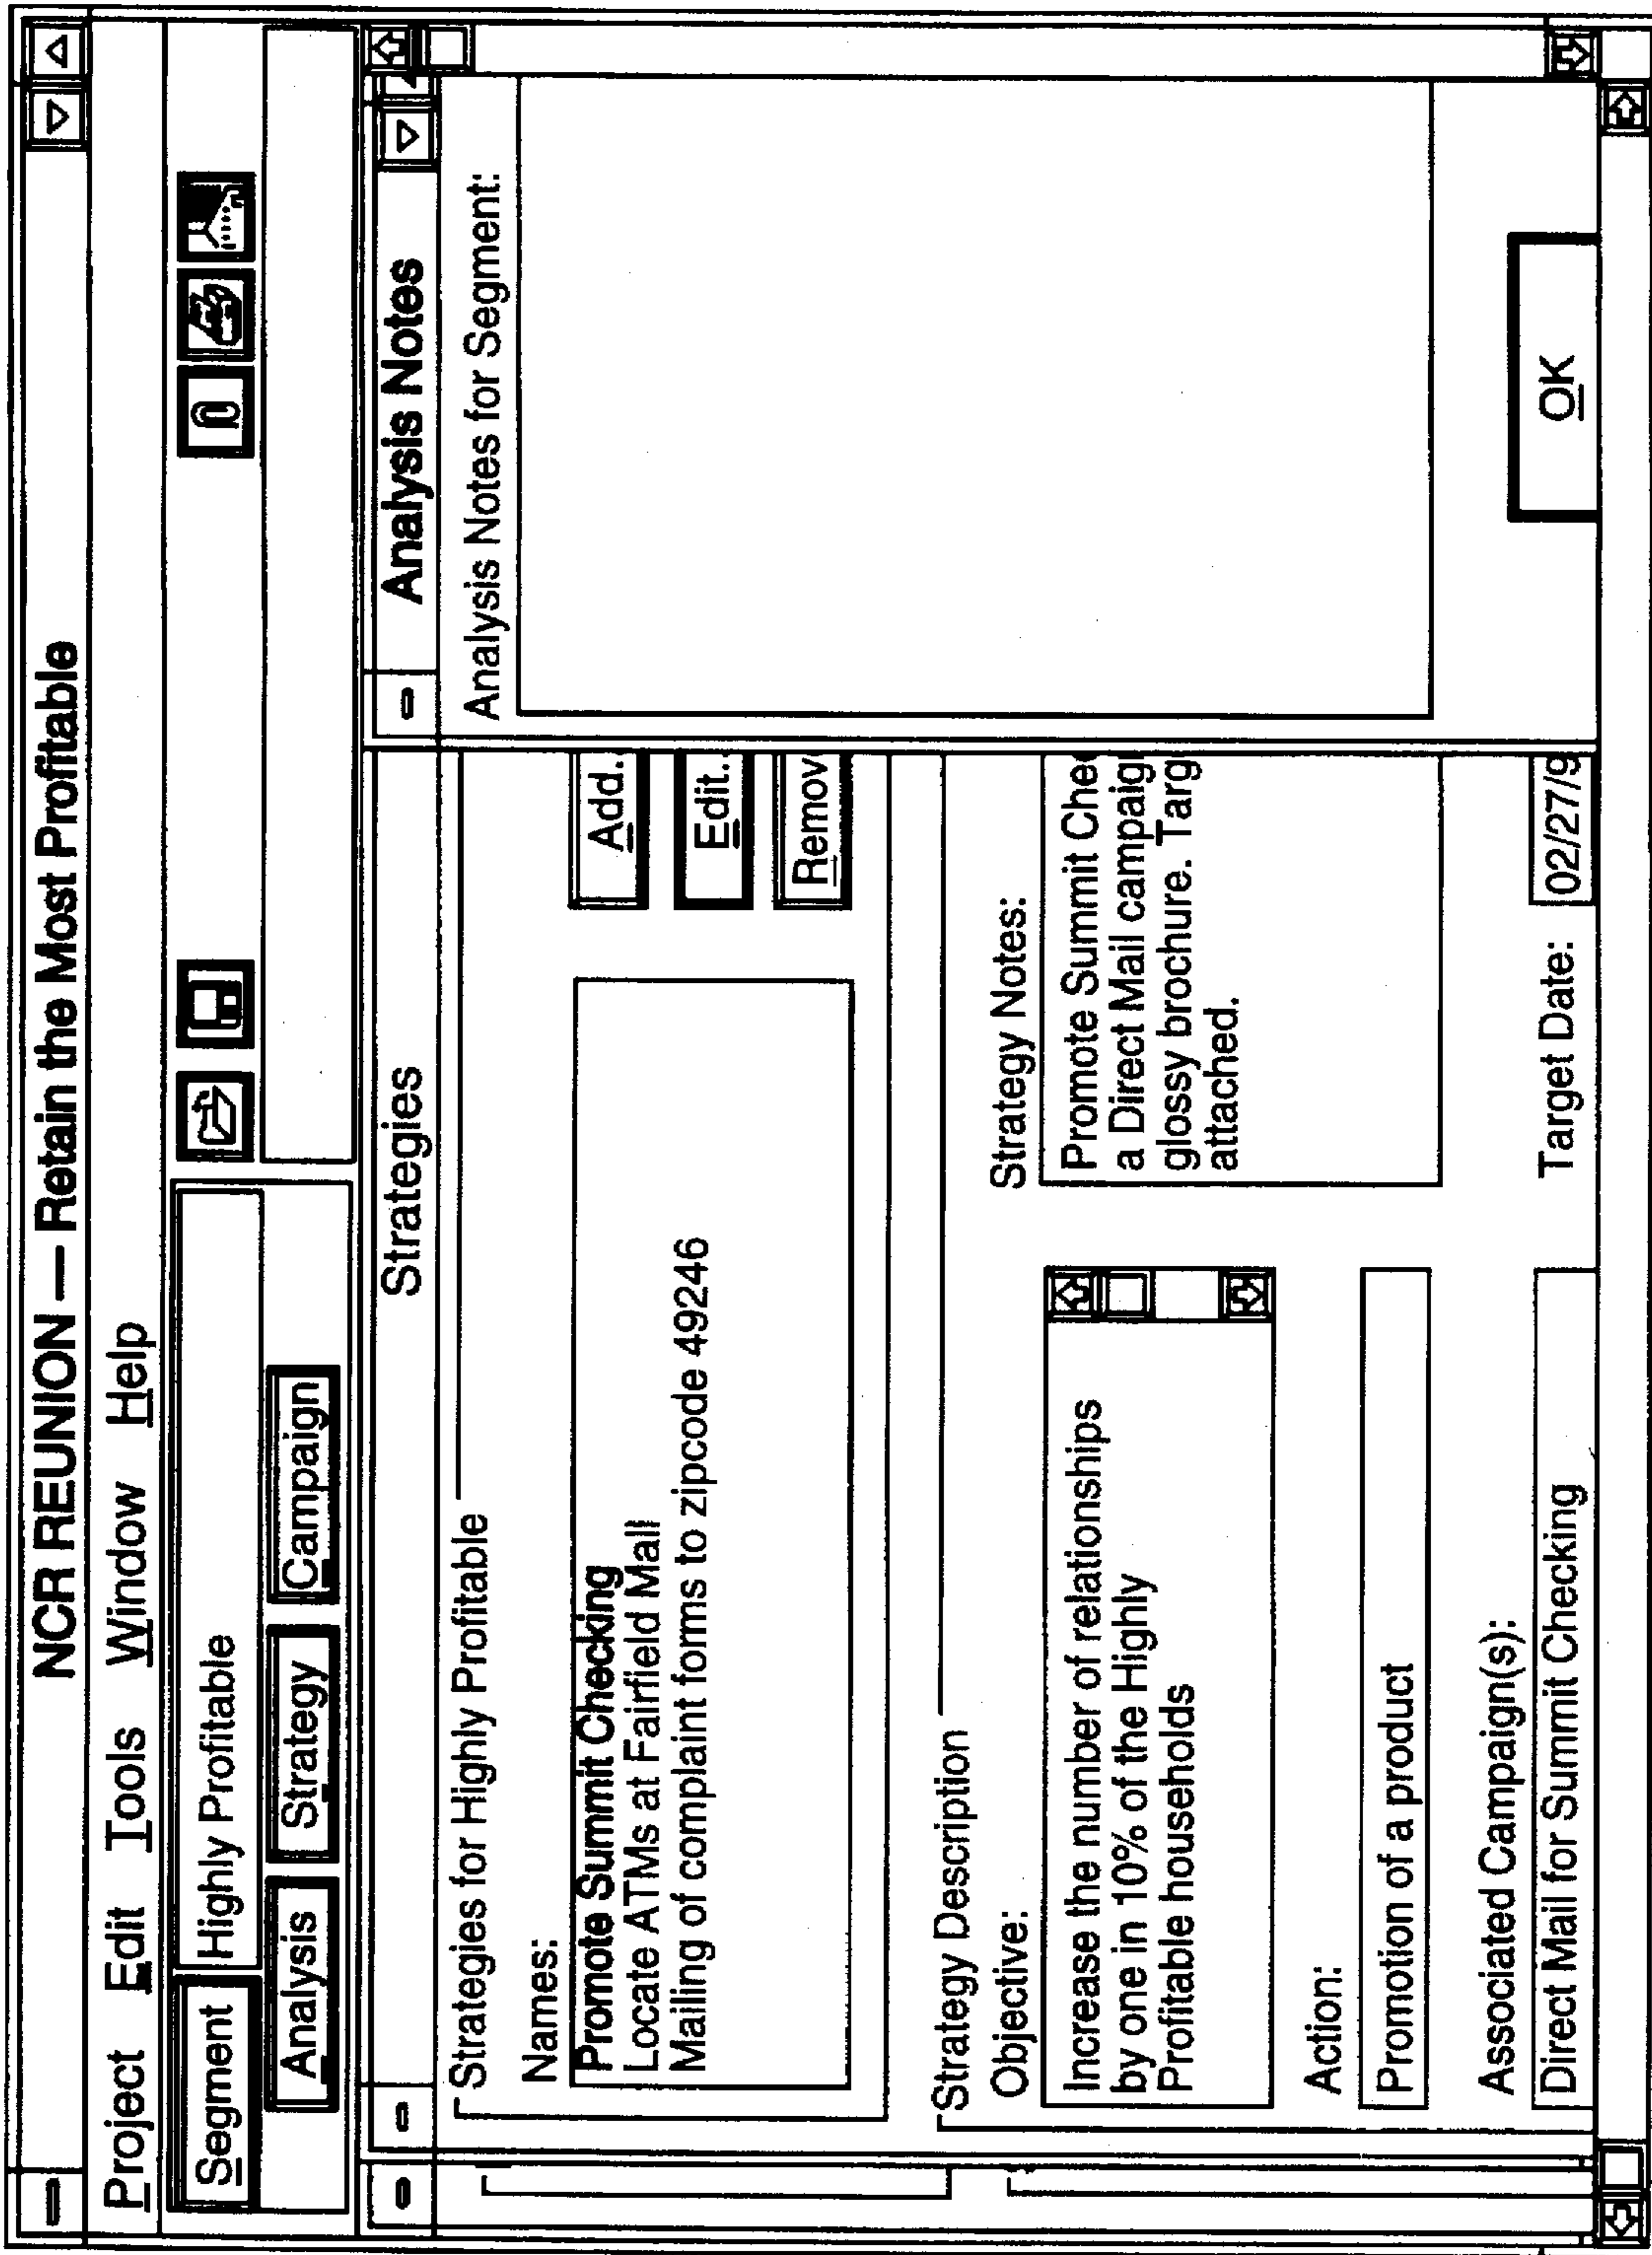 NCR REUNION — Retain the Most Profitable
Project Edit Tools Window Help
Segment Highly Profitable
Analysis Strategy Campaign
Strategies
Strategies for Highly Profitable
Names:
Promote Summit Checking
Locate ATMs at Fairfield Mall
Mailing of complaint forms to zipcode 49246
Add.
Edit..
Remov
Strategy Description
Objective:
Increase the number of relationships
by one in 10% of the Highly
Profitable households
Strategy Notes:
Promote Summit Che
a Direct Mail campaig
glossy brochure. Targ
attached.
Action:
Promotion of a product
Associated Campaign(s):
Direct Mail for Summit Checking
Target Date: 02/27/9
Analysis Notes
Analysis Notes for Segment:
OK